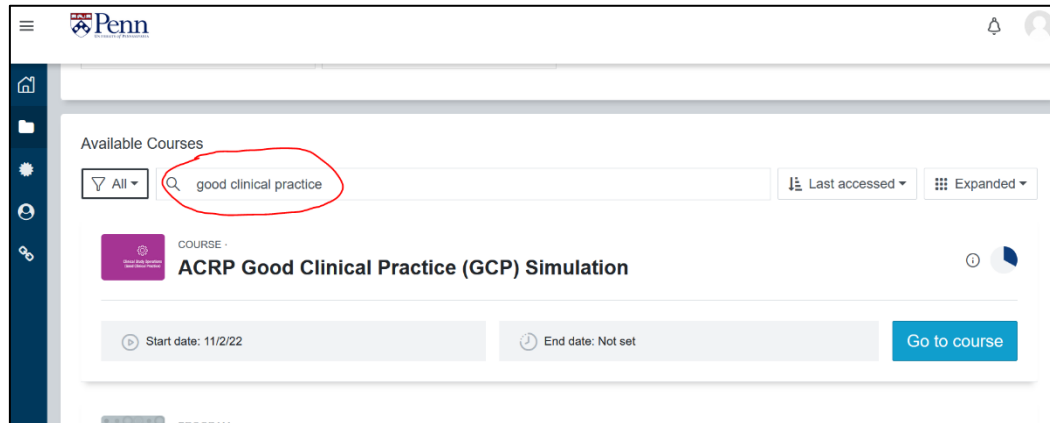 Penn
Available Courses
All
good clinical practice
Last accessed
Expanded
COURSE -
ACRP Good Clinical Practice (GCP) Simulation
Start date: 11/2/22
End date: Not set
Go to course